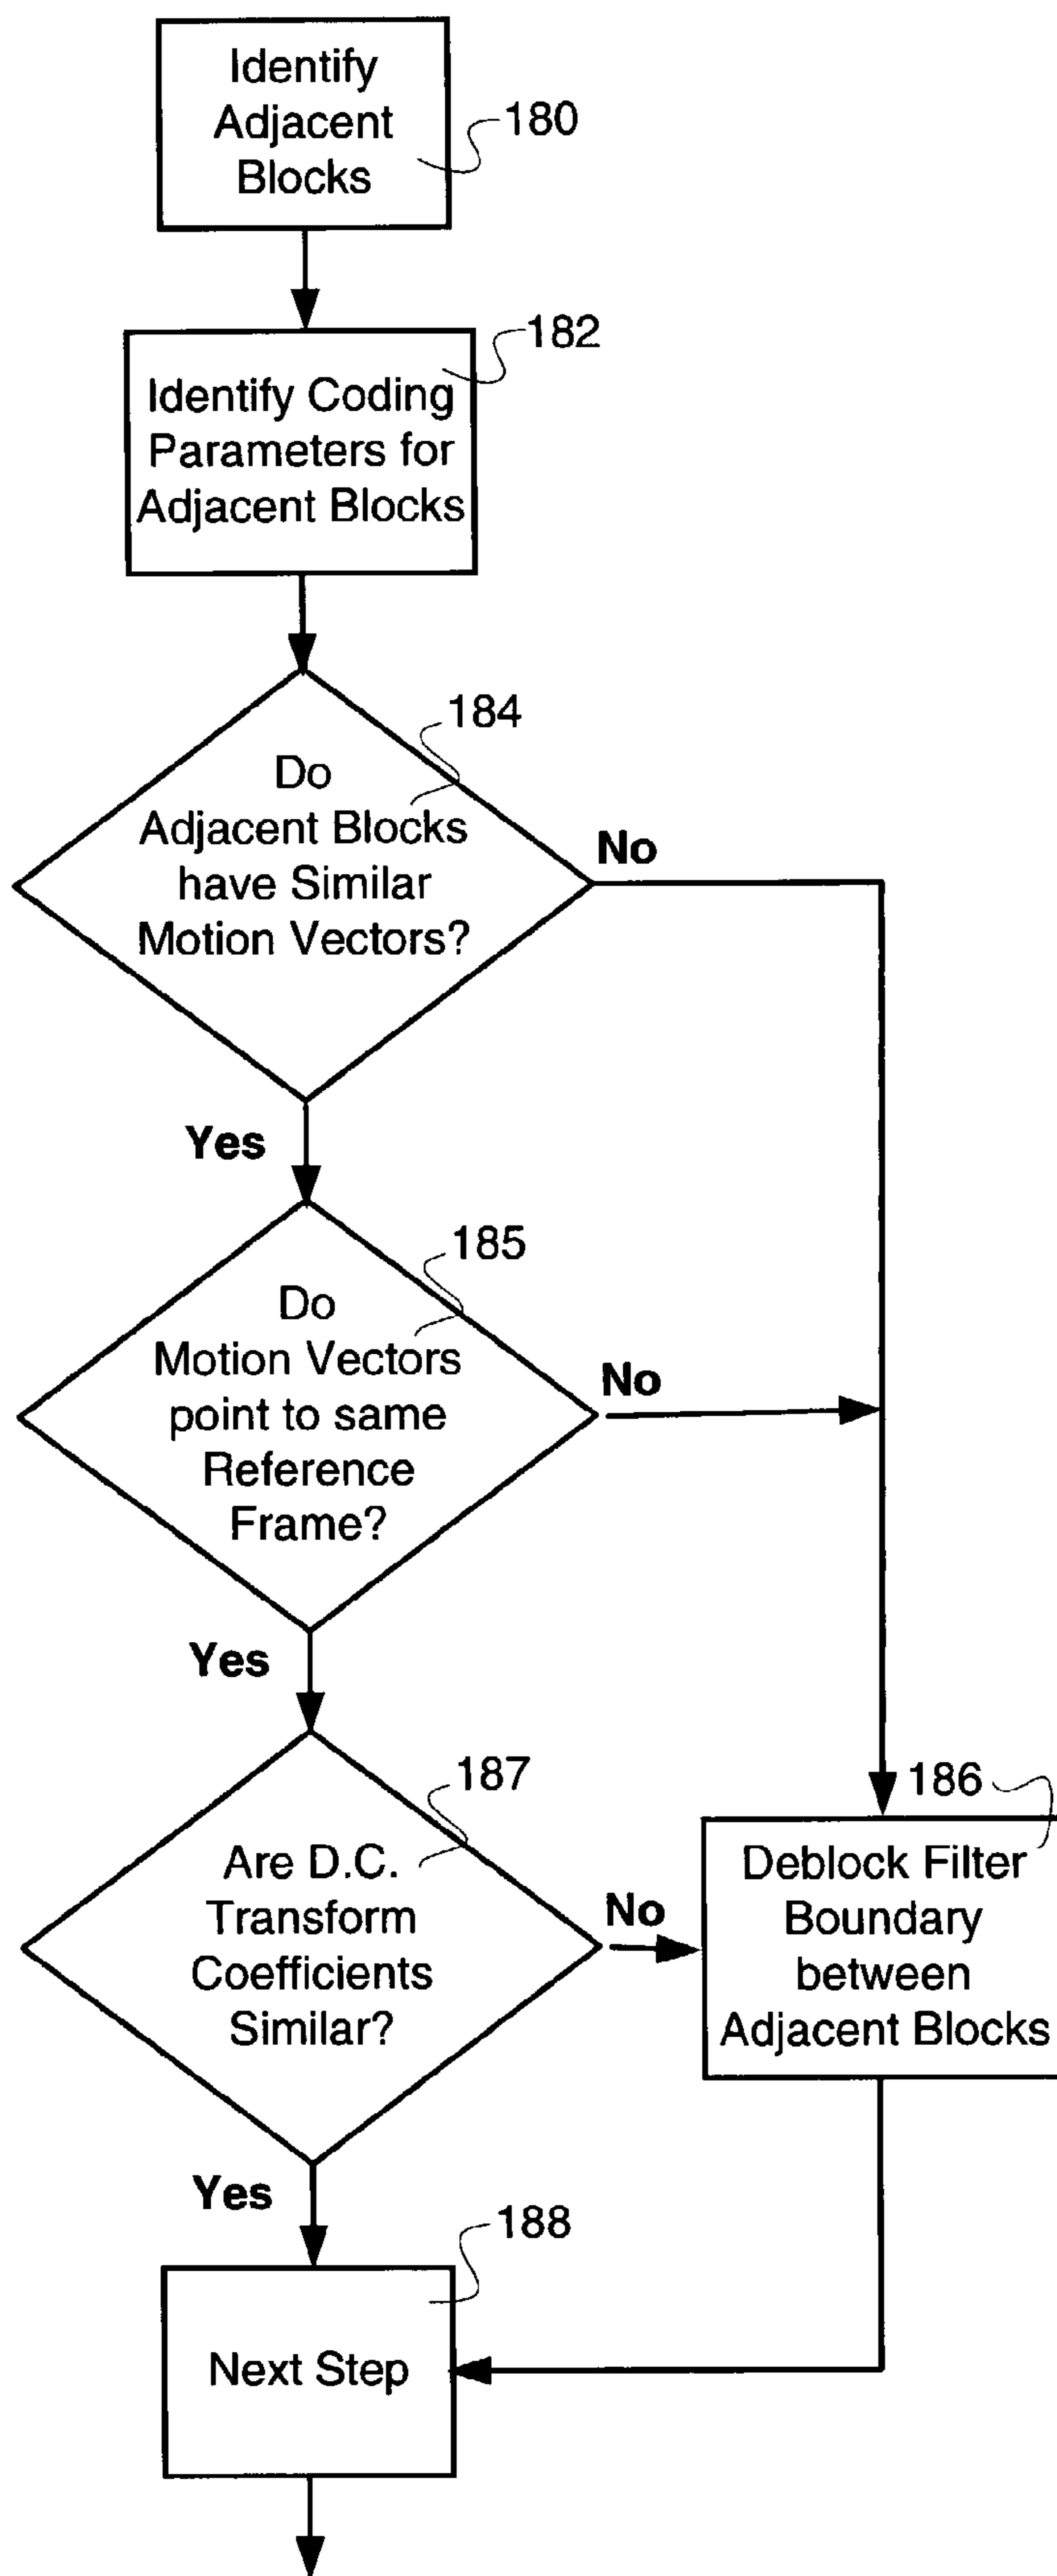 Identify
Adjacent
Blocks
180
182
Identify Coding
Parameters for
Adjacent Blocks
184
Do
Adjacent Blocks
have Similar
Motion Vectors?
No
Yes
185
Do
Motion Vectors
point to same
Reference
Frame?
No
Yes
187
Are D.C.
Transform
Coefficients
Similar?
No
186
Deblock Filter
Boundary
between
Adjacent Blocks
Yes
188
Next Step